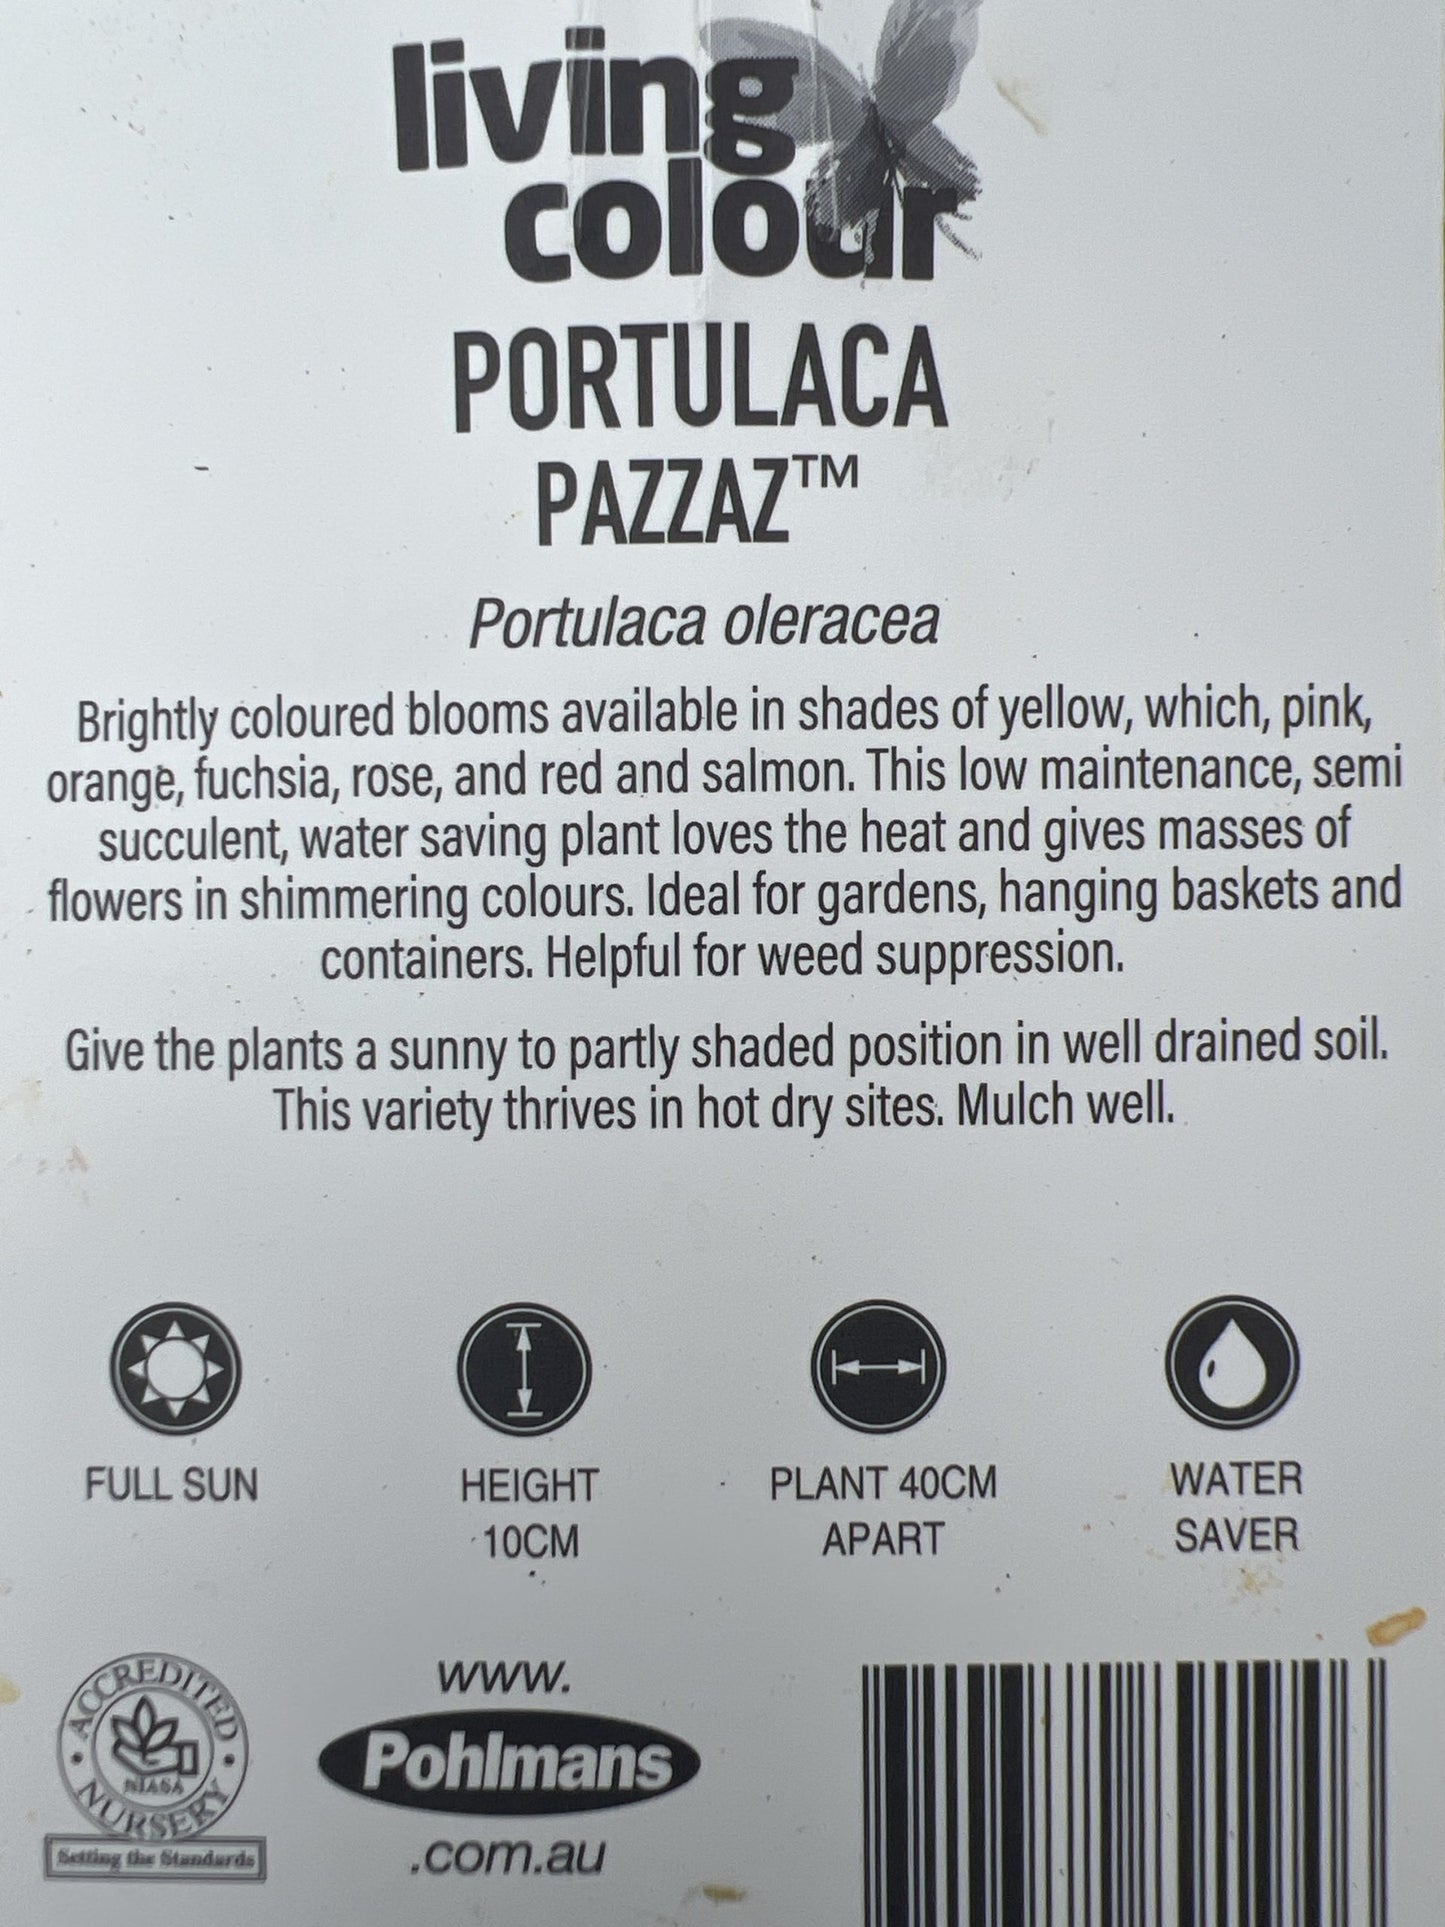 living
colour
PORTULACA
PAZZAZ™
Portulaca oleracea
Brightly coloured blooms available in shades of yellow, which, pink,
orange, fuchsia, rose, and red and salmon. This low maintenance, semi
succulent, water saving plant loves the heat and gives masses of
flowers in shimmering colours. Ideal for gardens, hanging baskets and
containers. Helpful for weed suppression.
Give the plants a sunny to partly shaded position in well drained soil.
This variety thrives in hot dry sites. Mulch well.
FULL SUN
HEIGHT
10CM
PLANT 40CM
APART
WATER
SAVER
ACCREDITED
NIASA
NURSERY
Setting the Standards
www.
Pohlmans
.com.au